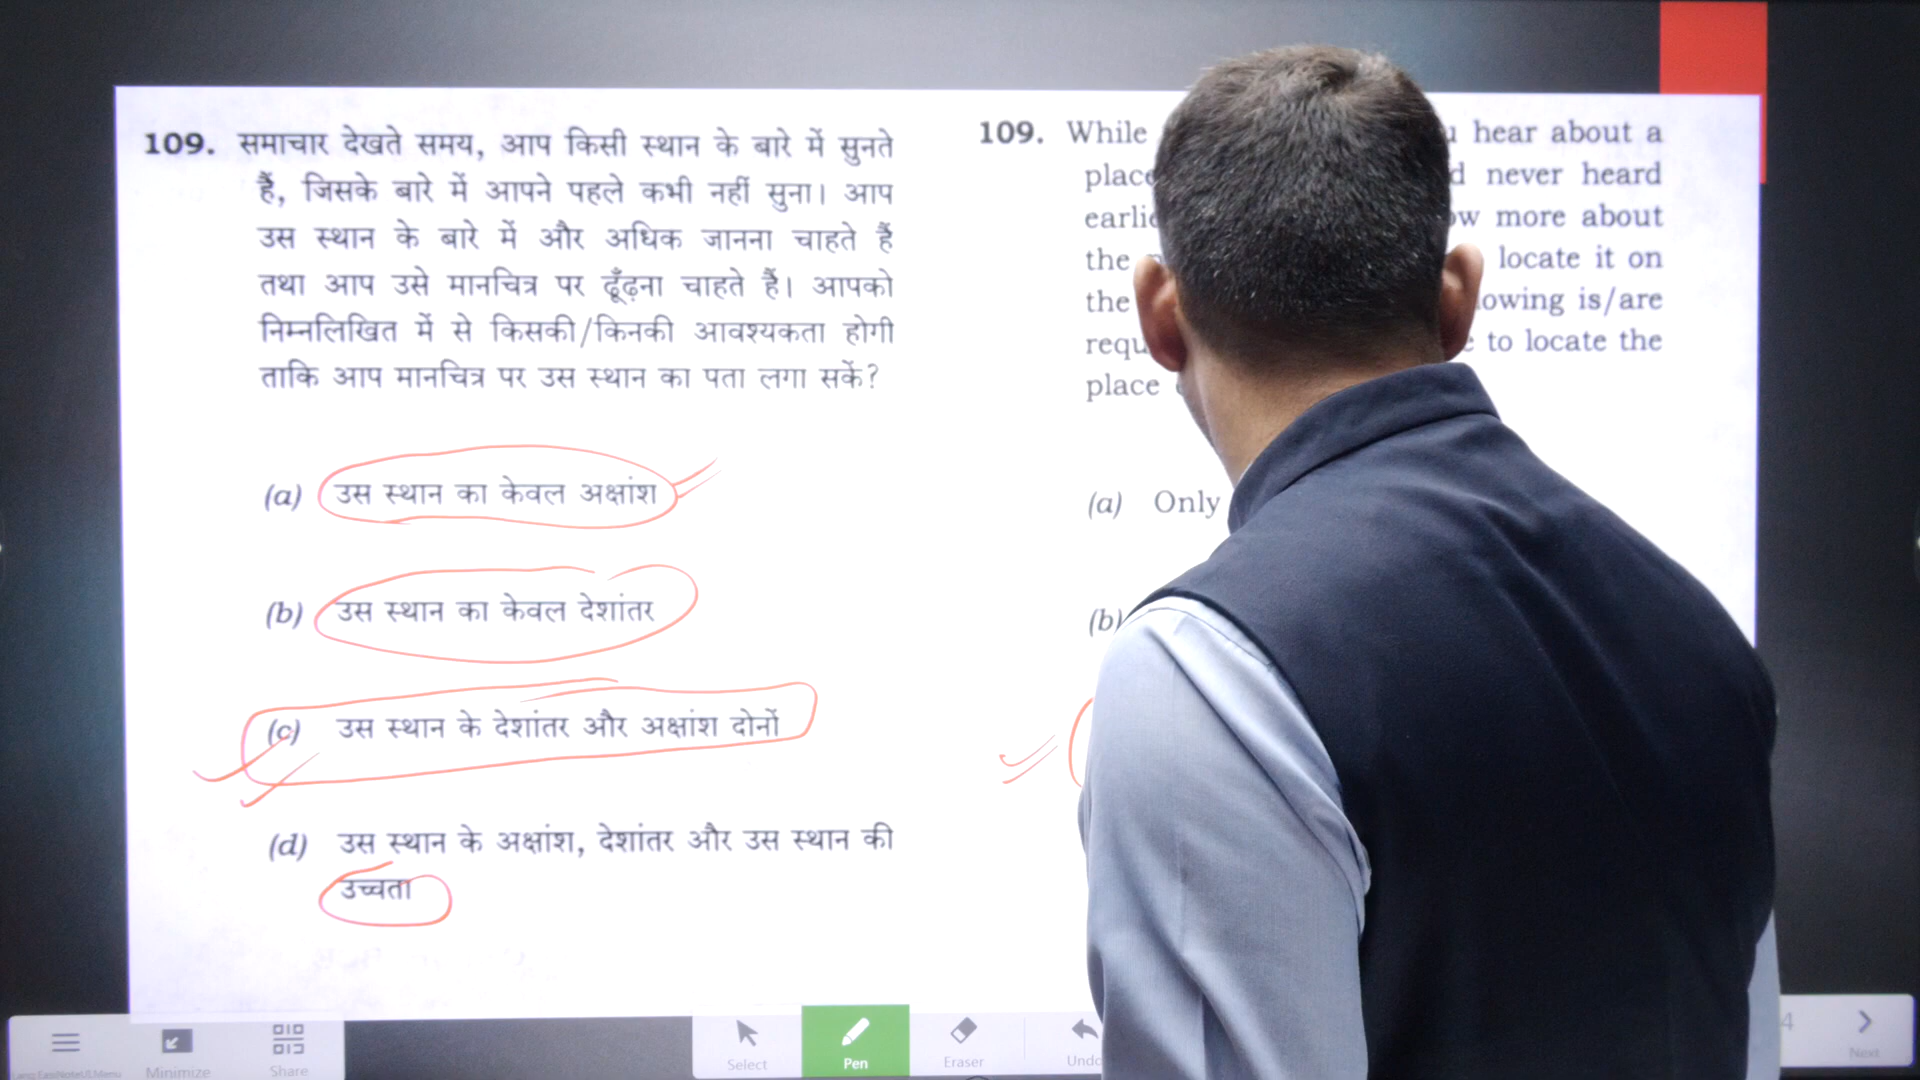 109. समाचार देखते समय, आप किसी स्थान के बारे में सुनते
हैं, जिसके बारे में आपने पहले कभी नहीं सुना। आप
उस स्थान के बारे में और अधिक जानना चाहते हैं
तथा आप उसे मानचित्र पर ढूँढ़ना चाहते हैं। आपको
निम्नलिखित में से किसकी/किनकी आवश्यकता होगी
ताकि आप मानचित्र पर उस स्थान का पता लगा सकें?
(a) उस स्थान का केवल अक्षांश
(b) उस स्थान का केवल देशांतर
(c) उस स्थान के देशांतर और अक्षांश दोनों
(d) उस स्थान के अक्षांश, देशांतर और उस स्थान की
उच्चता
109. While hear about a
never heard
more about
the locate it on
the is/are
to locate the
place
(a) Only
(b)
Minimize
Share
Select
Pen
Eraser
Undo
Next